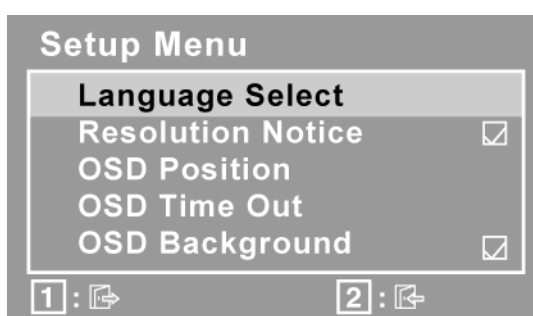 Setup Menu
Language Select
Resolution Notice
OSD Position
OSD Time Out
OSD Background
1 : 2 :